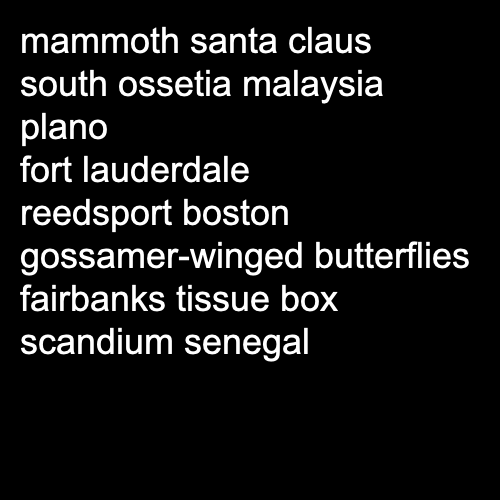 mammoth santa claus
south ossetia malaysia
plano
fort lauderdale
reedsport boston
gossamer-winged butterflies
fairbanks tissue box
scandium senegal